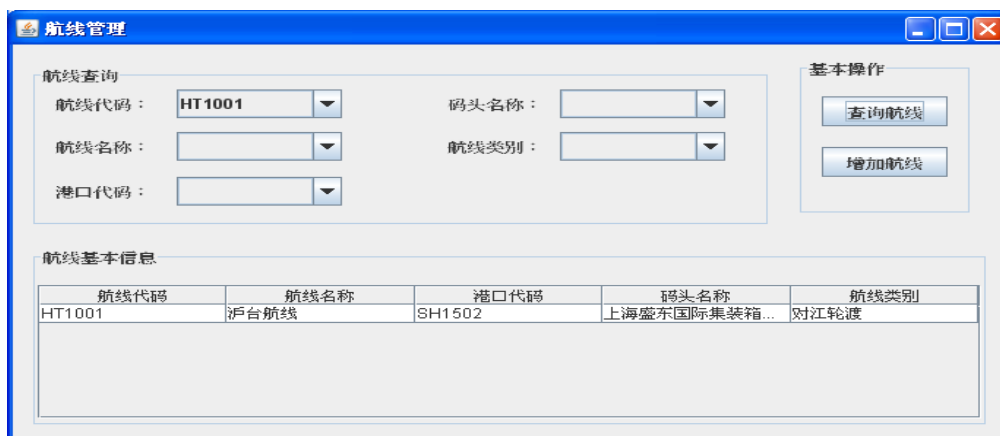 航线管理
航线查询
航线代码： HT1001 码头名称：
航线名称： 航线类别：
港口代码：
基本操作
查询航线
增加航线
航线基本信息
航线代码 航线名称 港口代码 码头名称 航线类别
HT1001 沪台航线 SH1502 上海盛东国际集装箱... 对江轮渡